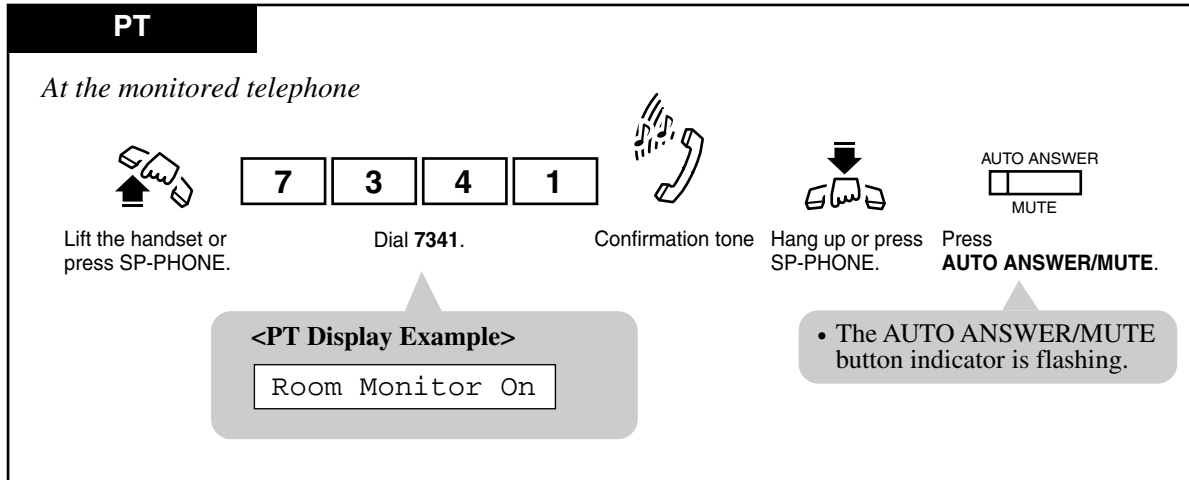 PT
At the monitored telephone
7 3 4 1
AUTO ANSWER
MUTE
Lift the handset or
press SP-PHONE.
Dial 7341.
Confirmation tone
Hang up or press
SP-PHONE.
Press
AUTO ANSWER/MUTE.
<PT Display Example>
Room Monitor On
• The AUTO ANSWER/MUTE
button indicator is flashing.